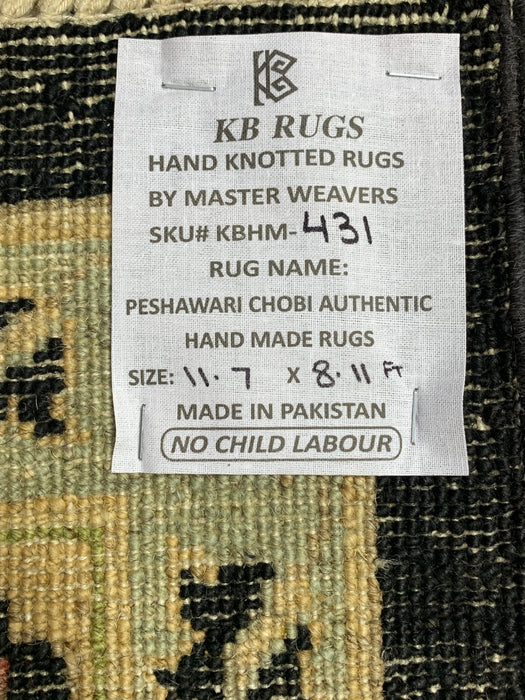 KB RUGS
HAND KNOTTED RUGS
BY MASTER WEAVERS
SKU# KBHM-431
RUG NAME:
PESHAWARI CHOBI AUTHENTIC
HAND MADE RUGS
SIZE: 11.7 X 8.11 FT
MADE IN PAKISTAN
NO CHILD LABOUR